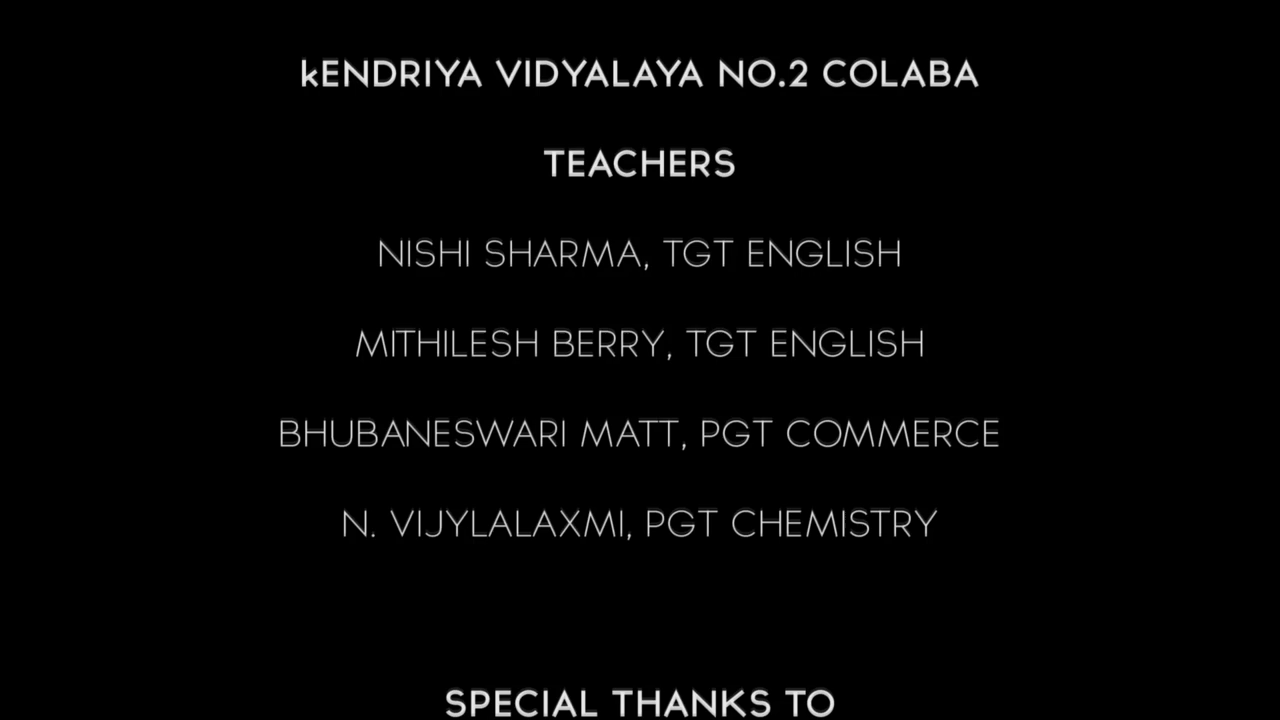 kENDRIYA VIDYALAYA NO.2 COLABA
TEACHERS
NISHI SHARMA, TGT ENGLISH
MITHILESH BERRY, TGT ENGLISH
BHUBANESWARI MATT, PGT COMMERCE
N. VIJYLALAXMI, PGT CHEMISTRY
SPECIAL THANKS TO